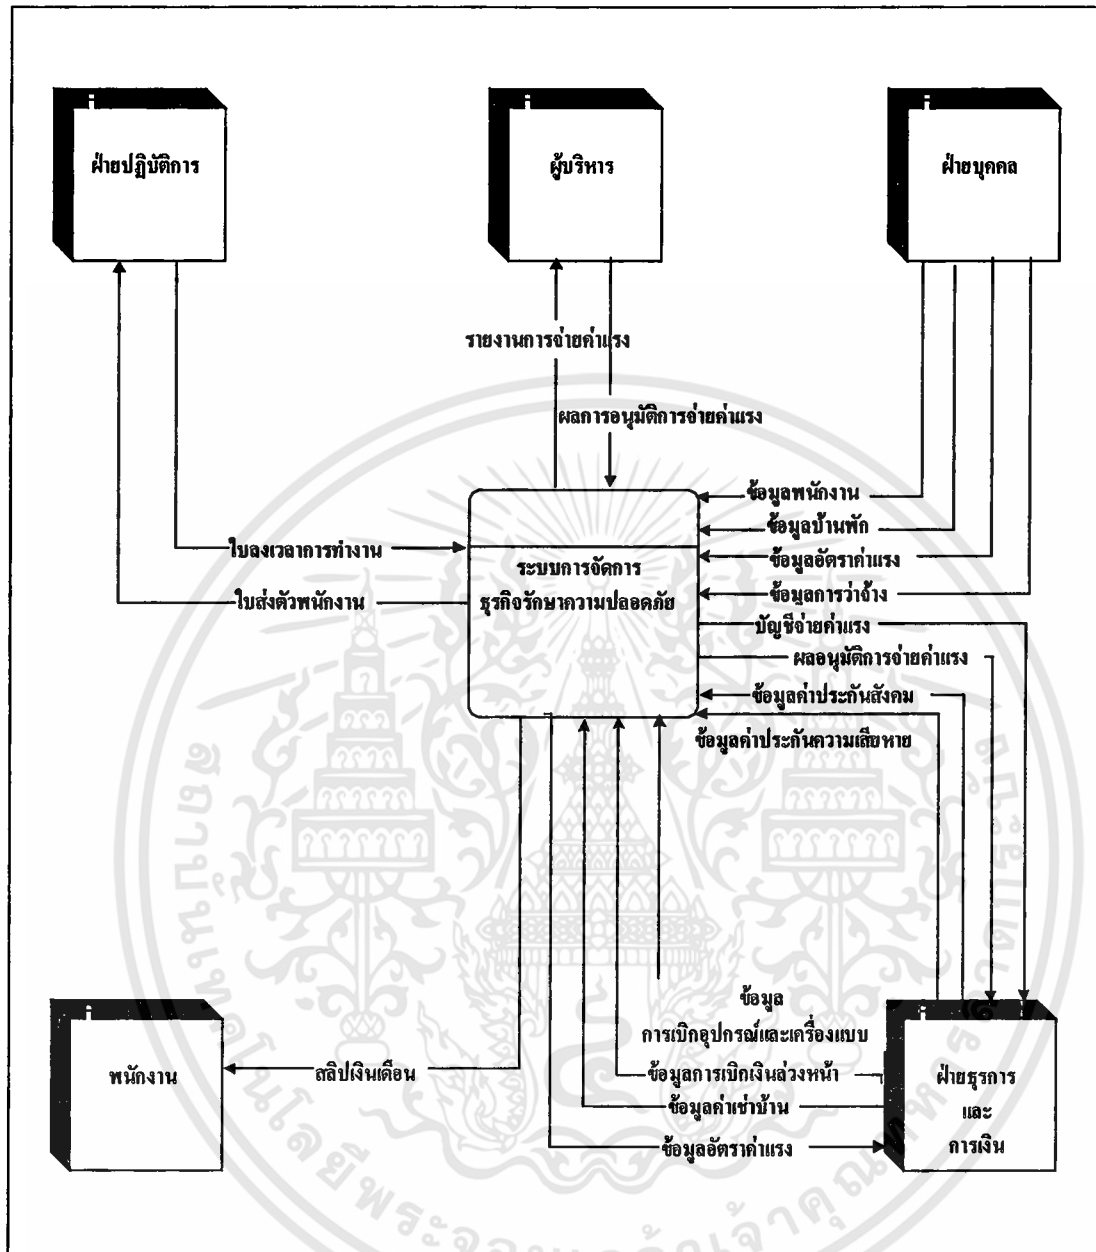 ฝ่ายปฏิบัติการ
ผู้บริหาร
ฝ่ายบุคคล
รายงานการจ่ายค่าแรง
ผลการอนุมัติการจ่ายค่าแรง
ข้อมูลพนักงาน
ข้อมูลบ้านพัก
ใบลงเวลาการทำงาน
ข้อมูลอัตราค่าแรง
ระบบการจัดการ
ธุรกิจรักษาความปลอดภัย
ใบส่งตัวพนักงาน
ข้อมูลการว่าจ้าง
บัญชีจ่ายค่าแรง
ผลอนุมัติการจ่ายค่าแรง
ข้อมูลค่าประกันสังคม
ข้อมูลค่าประกันความเสียหาย
ข้อมูล
การเบิกอุปกรณ์และเครื่องแบบ
พนักงาน
สลิปเงินเดือน
ข้อมูลการเบิกเงินล่วงหน้า
ข้อมูลค่าเช่าบ้าน
ข้อมูลอัตราค่าแรง
ฝ่ายธุรการ
และ
การเงิน